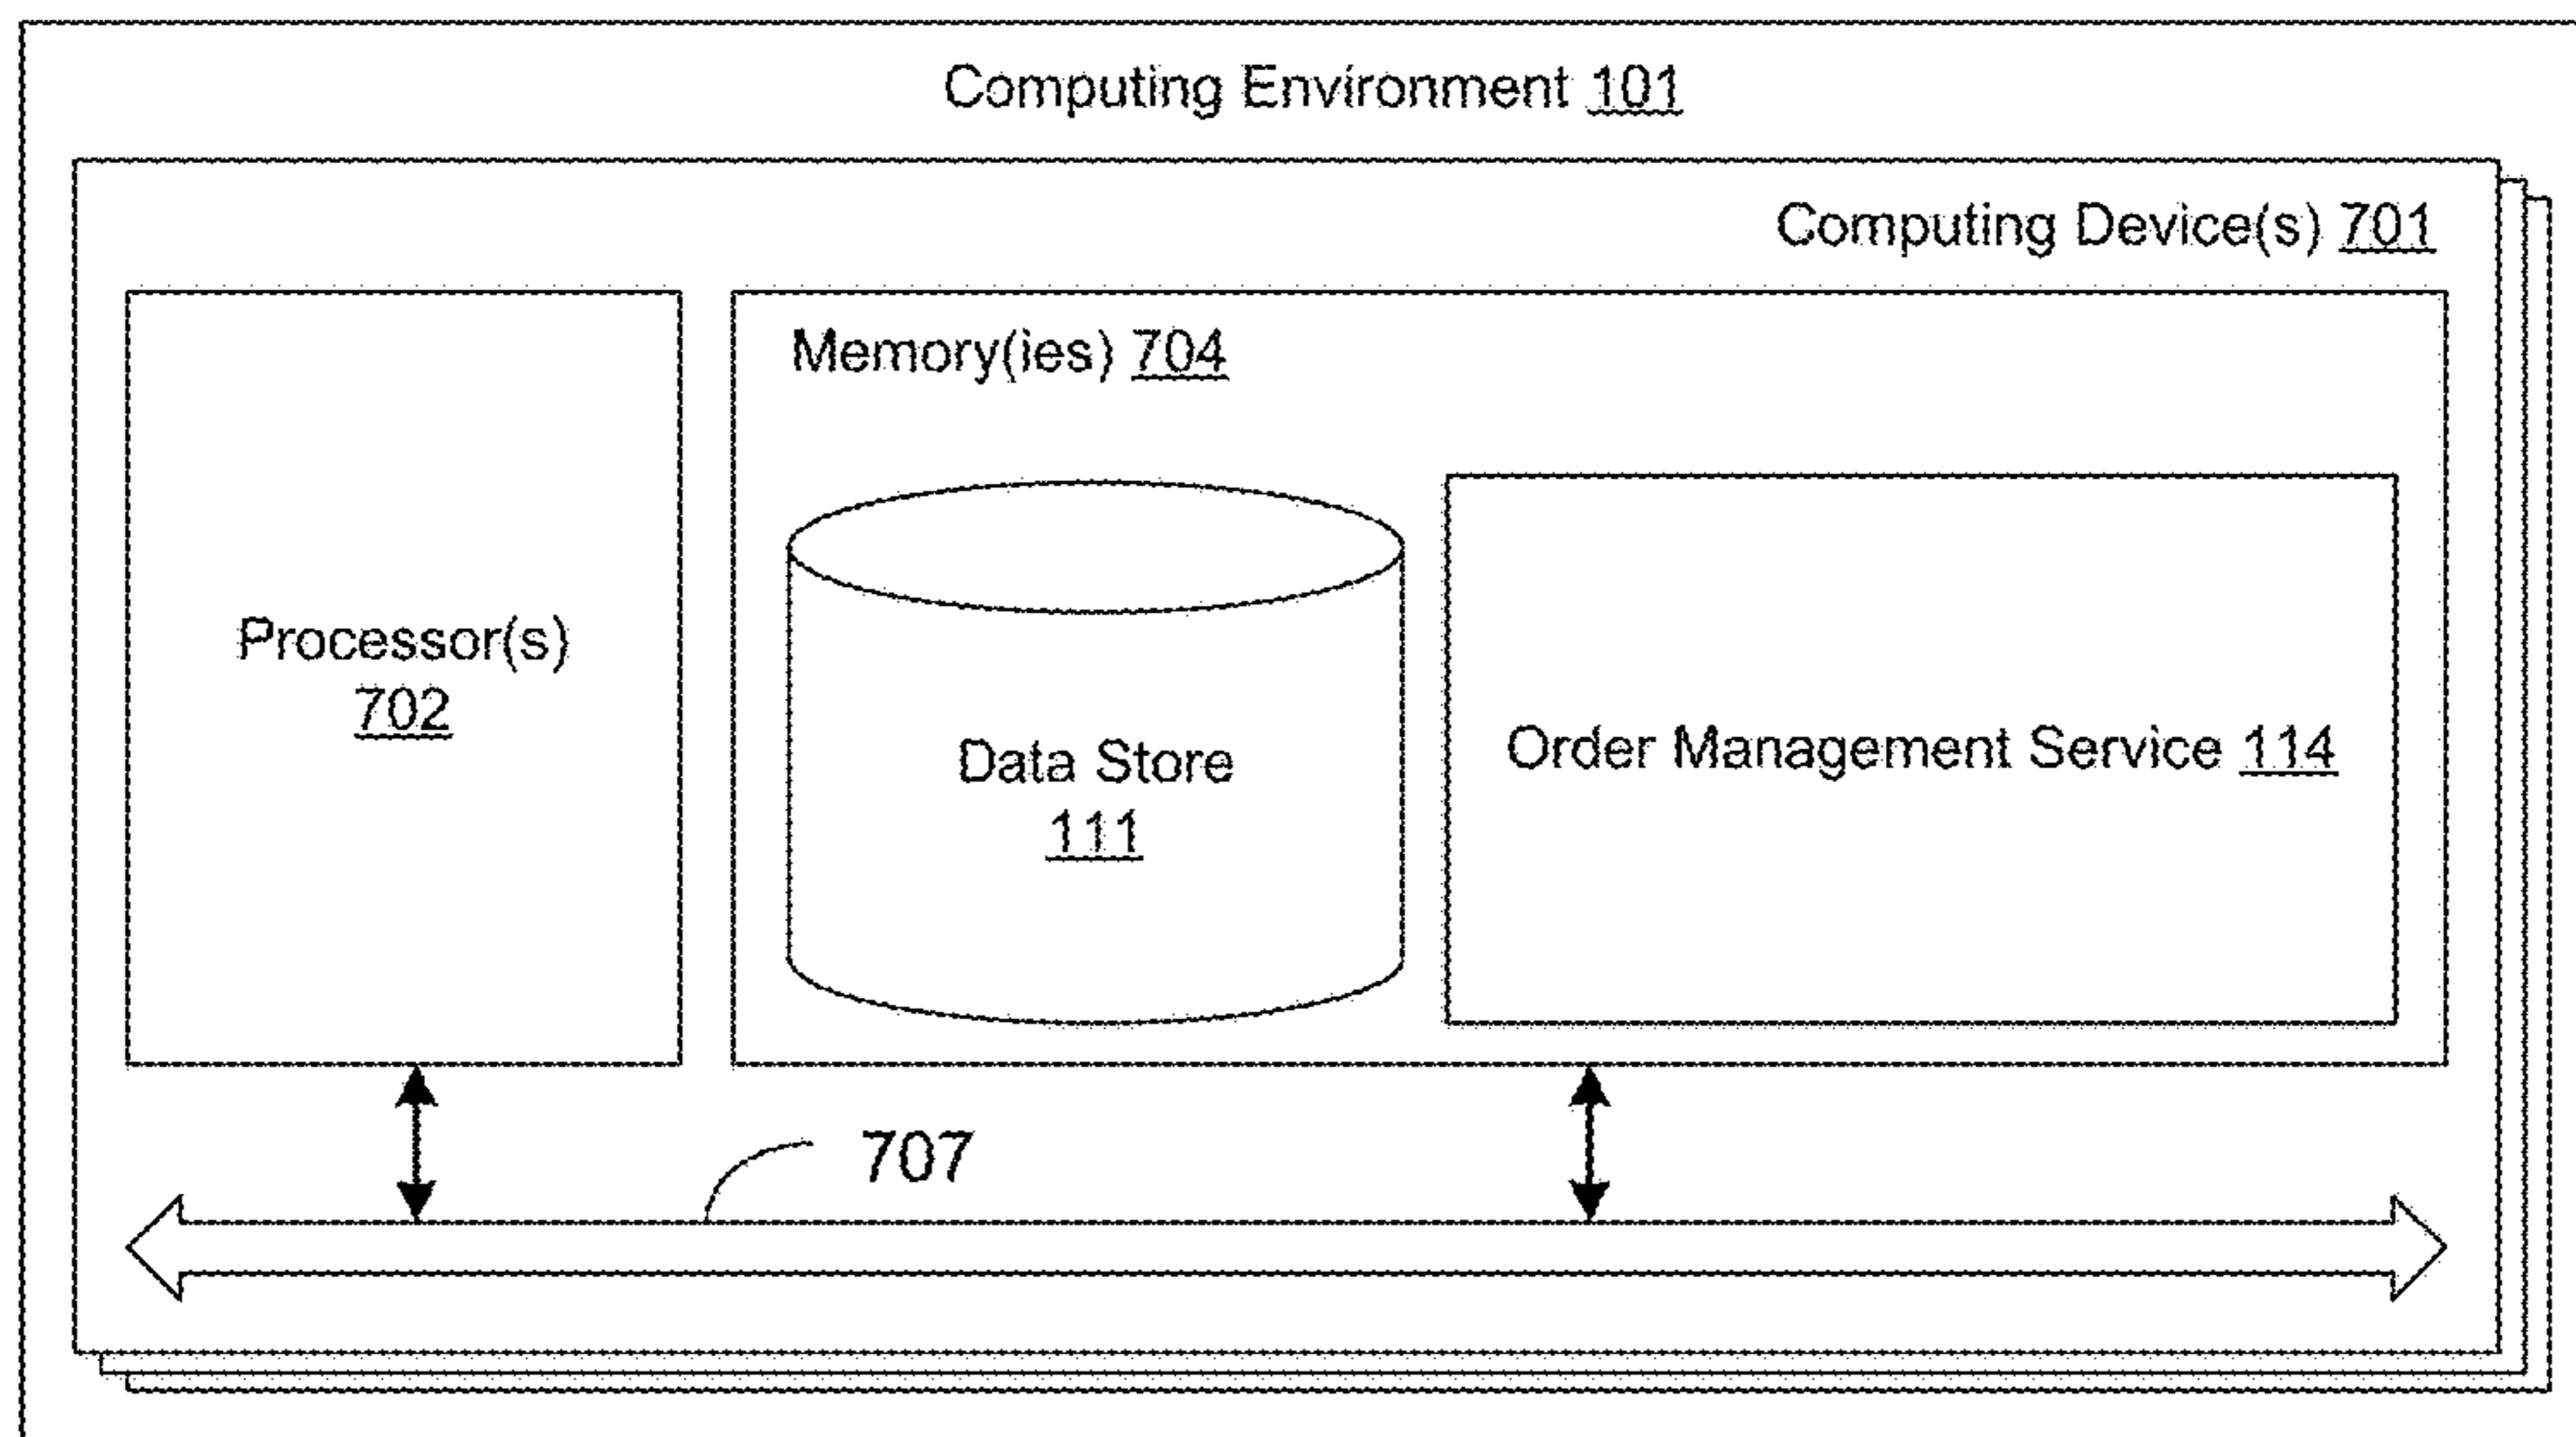 Computing Environment 101
Computing Device(s) 701
Memory(ies) 704
Processor(s)
702
Data Store
111
Order Management Service 114
707